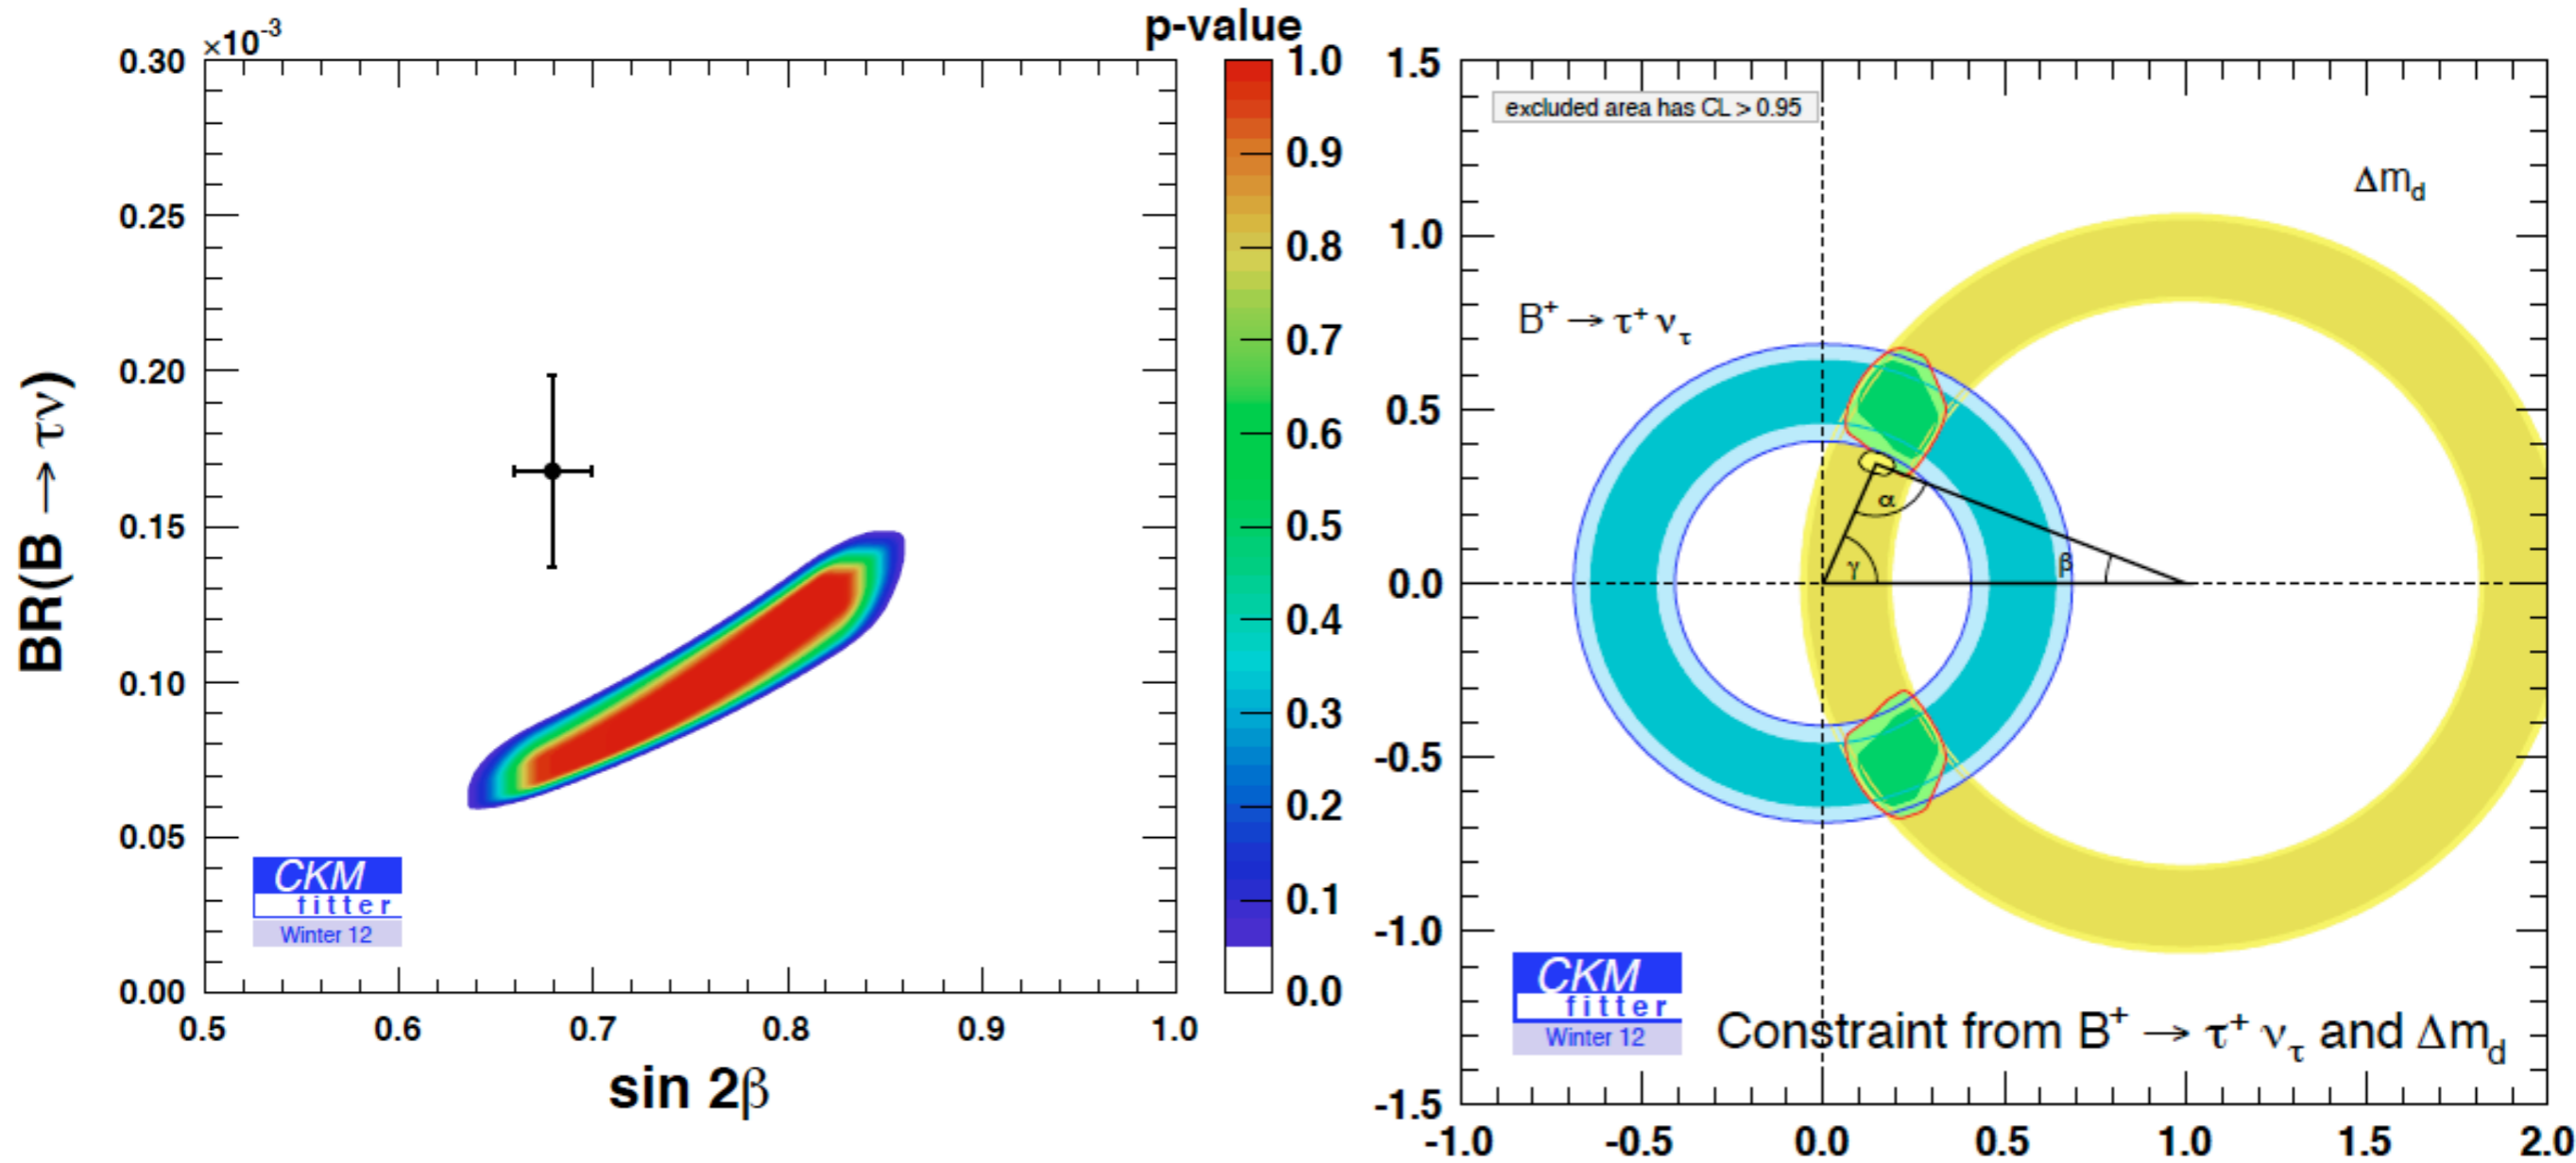 ×10⁻³
0.30
0.25
0.20
0.15
0.10
0.05
0.00
BR(B → τν)
0.5 0.6 0.7 0.8 0.9 1.0
sin 2β
CKM
fitter
Winter 12
p-value
1.0
0.9
0.8
0.7
0.6
0.5
0.4
0.3
0.2
0.1
0.0
1.5
1.0
0.5
0.0
-0.5
-1.0
-1.5
excluded area has CL > 0.95
Δm_d
B⁺ → τ⁺ ν_τ
α
γ
β
CKM
fitter
Winter 12
Constraint from B⁺ → τ⁺ ν_τ and Δm_d
-1.0 -0.5 0.0 0.5 1.0 1.5 2.0